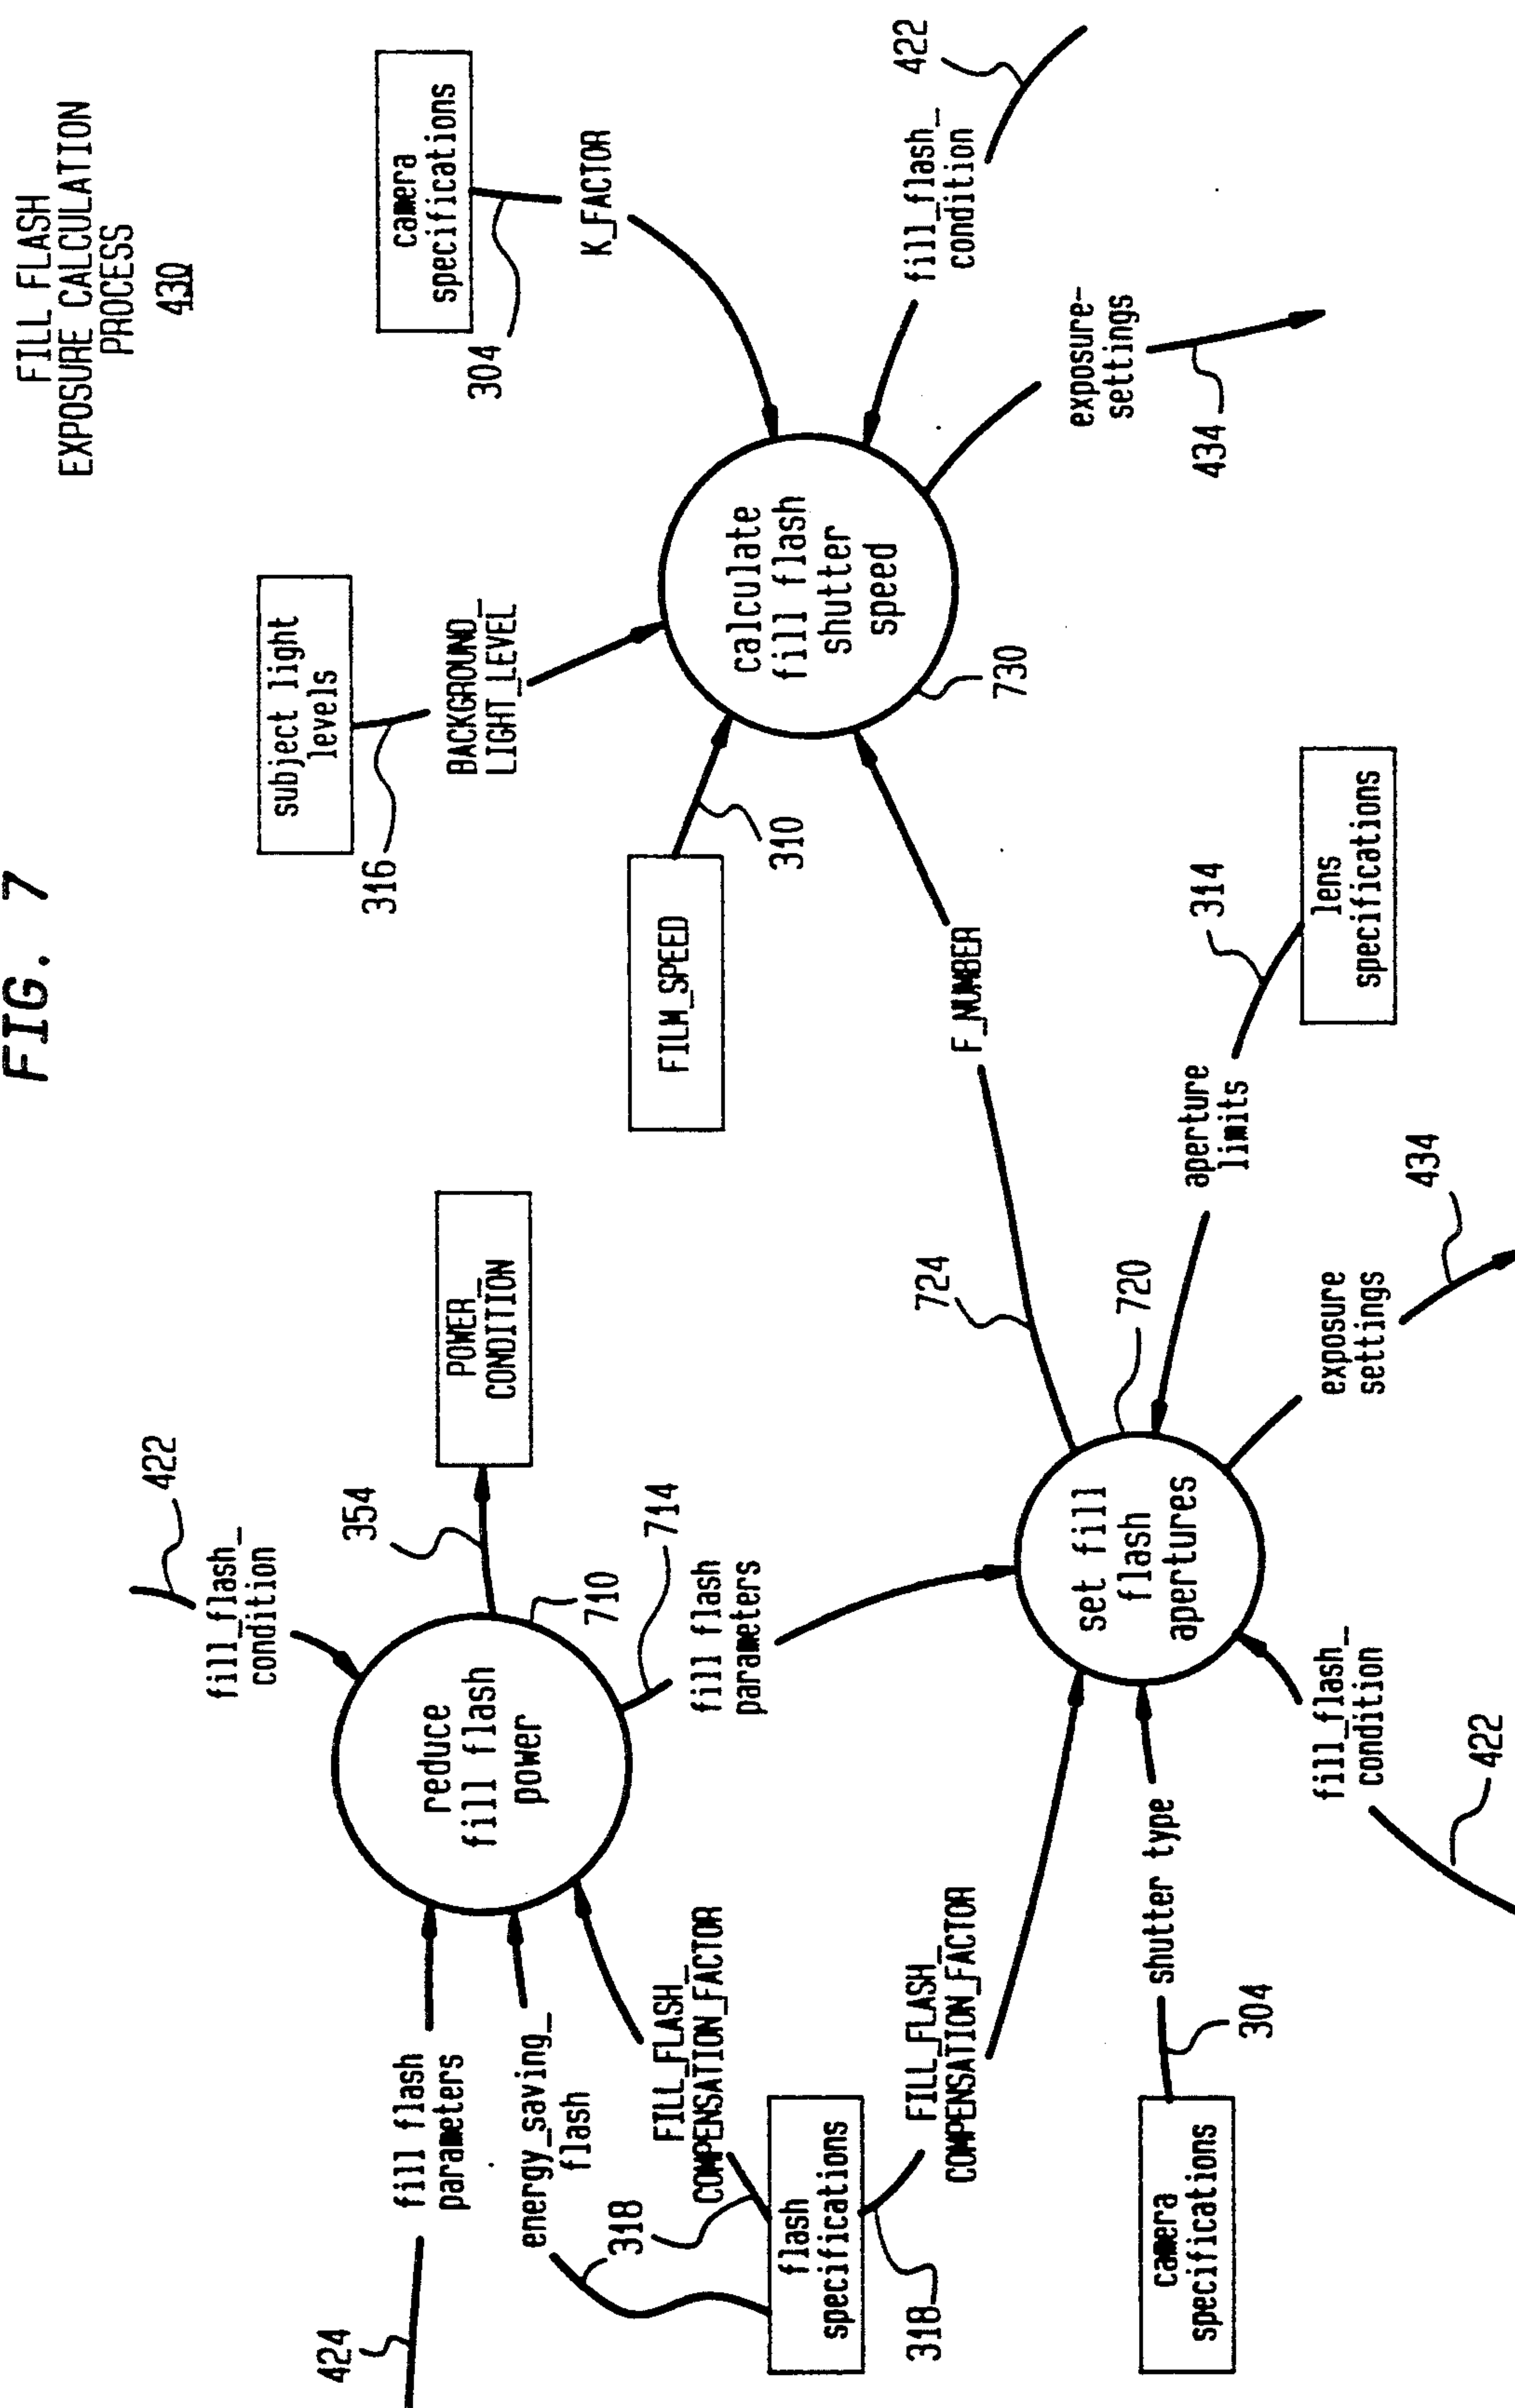 FIG. 7
FILL FLASH
EXPOSURE CALCULATION
PROCESS
430
422
fill_flash_
condition
354
POWER_
CONDITION
424
fill flash
parameters
energy_saving_
flash
reduce
fill flash
power
710
714
fill flash
parameters
318
FILL_FLASH_
COMPENSATION_FACTOR
flash
specifications
318
FILL_FLASH_
COMPENSATION_FACTOR
subject light
levels
316
BACKGROUND_
LIGHT_LEVEL
camera
specifications
304
K_FACTOR
FILM_SPEED
310
calculate
fill flash
shutter
speed
730
fill_flash_
condition
422
exposure-
settings
434
F_NUMBER
724
720
set fill
flash
apertures
aperture
limits
314
lens
specifications
camera
specifications
304
shutter type
fill_flash_
condition
422
exposure
settings
434